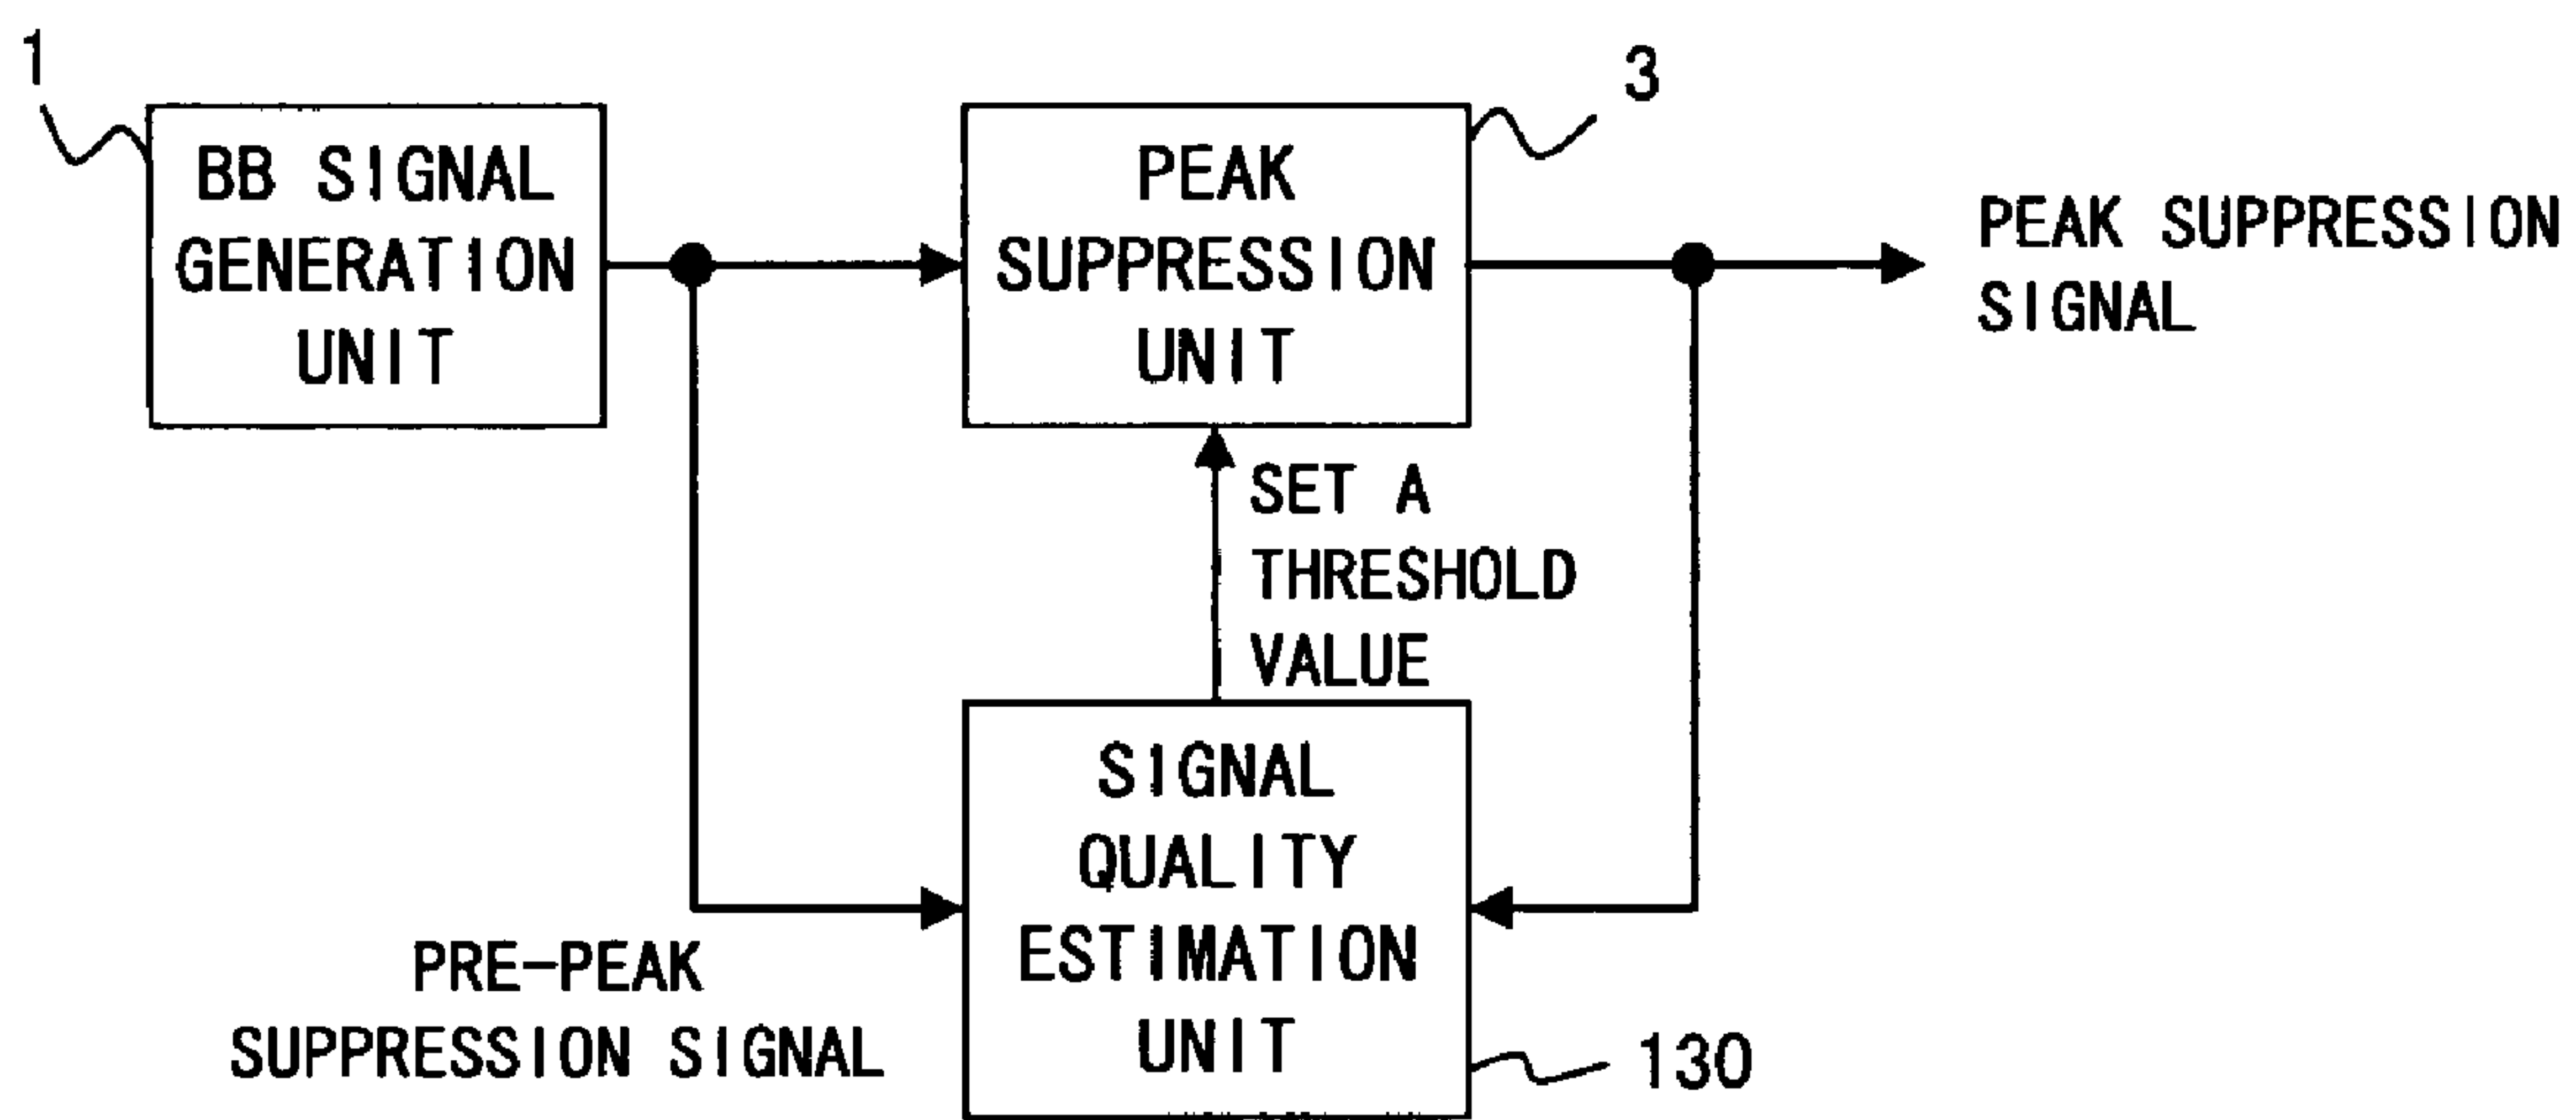 1
BB SIGNAL
GENERATION
UNIT
3
PEAK
SUPPRESSION
UNIT
PEAK SUPPRESSION
SIGNAL
SET A
THRESHOLD
VALUE
SIGNAL
QUALITY
ESTIMATION
UNIT
PRE-PEAK
SUPPRESSION SIGNAL
130